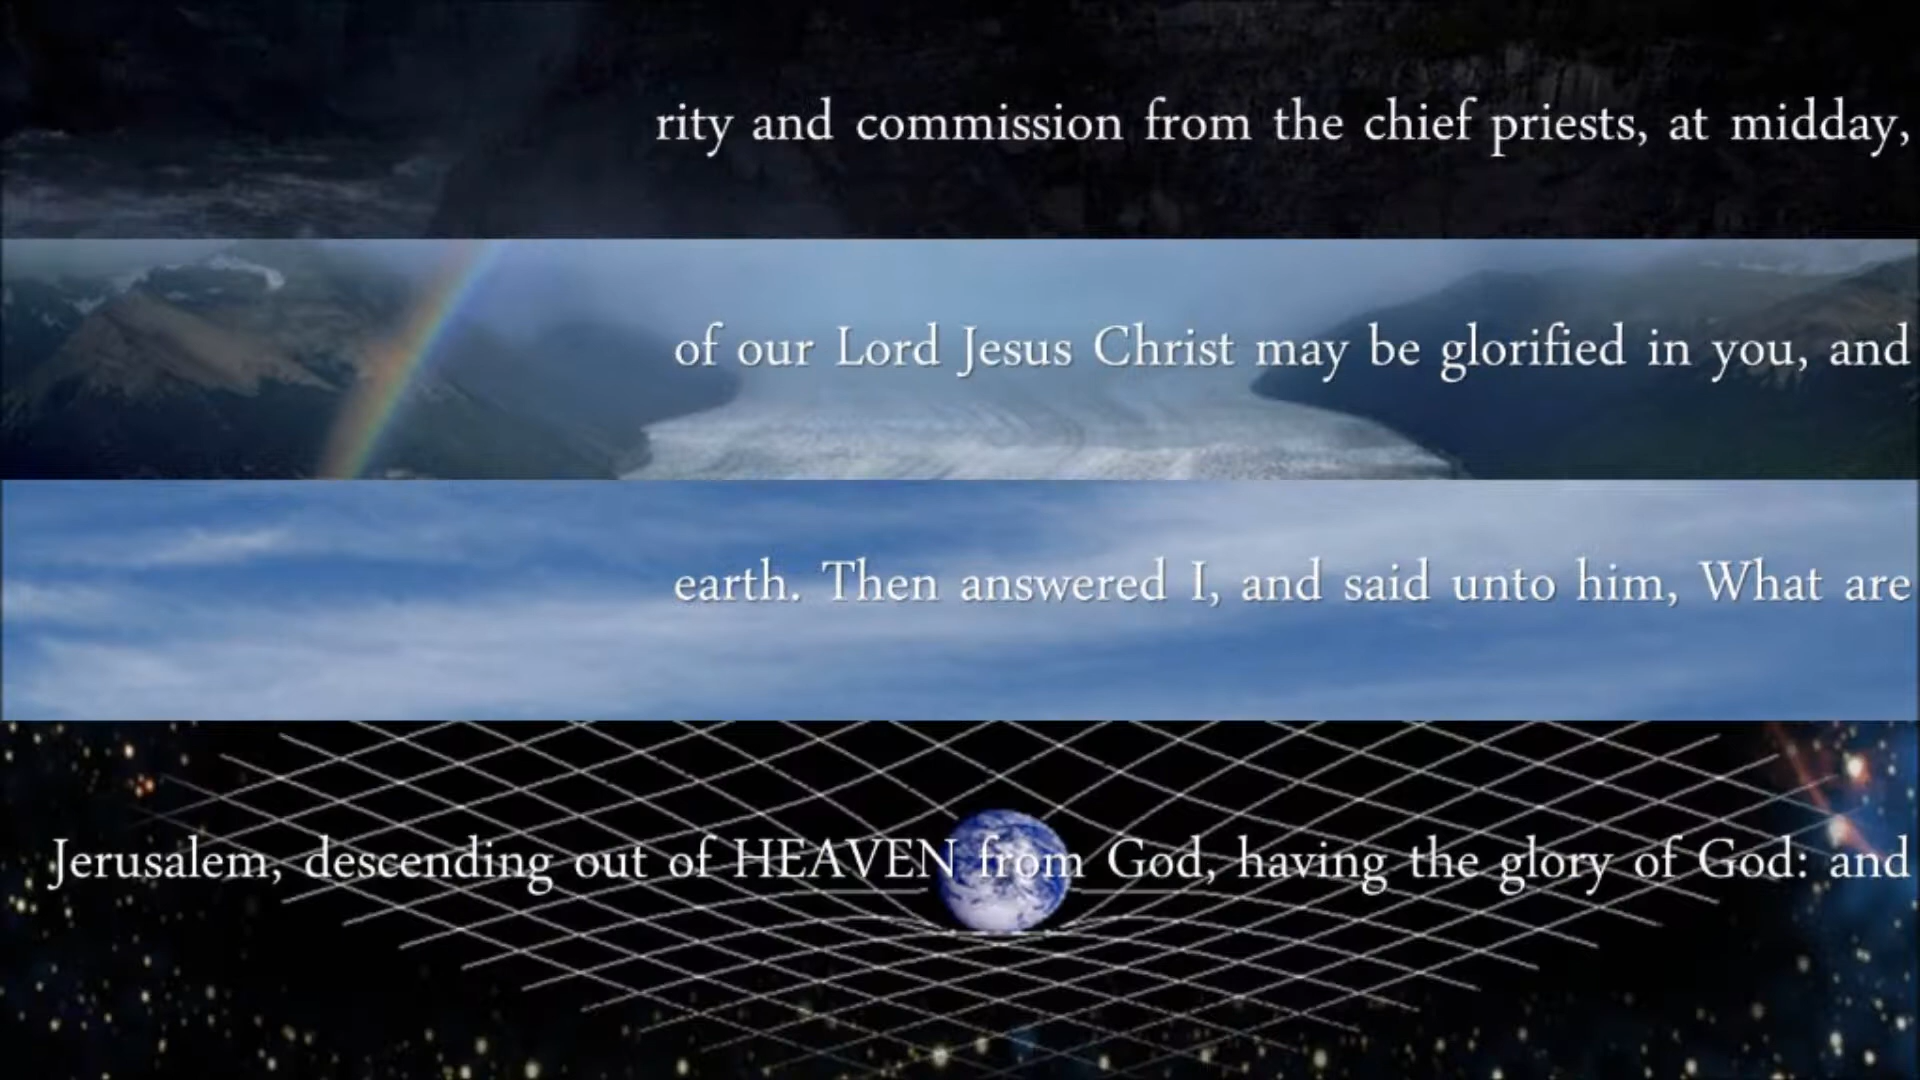 rity and commission from the chief priests, at midday,
of our Lord Jesus Christ may be glorified in you, and
earth. Then answered I, and said unto him, What are
Jerusalem, descending out of HEAVEN from God, having the glory of God: and